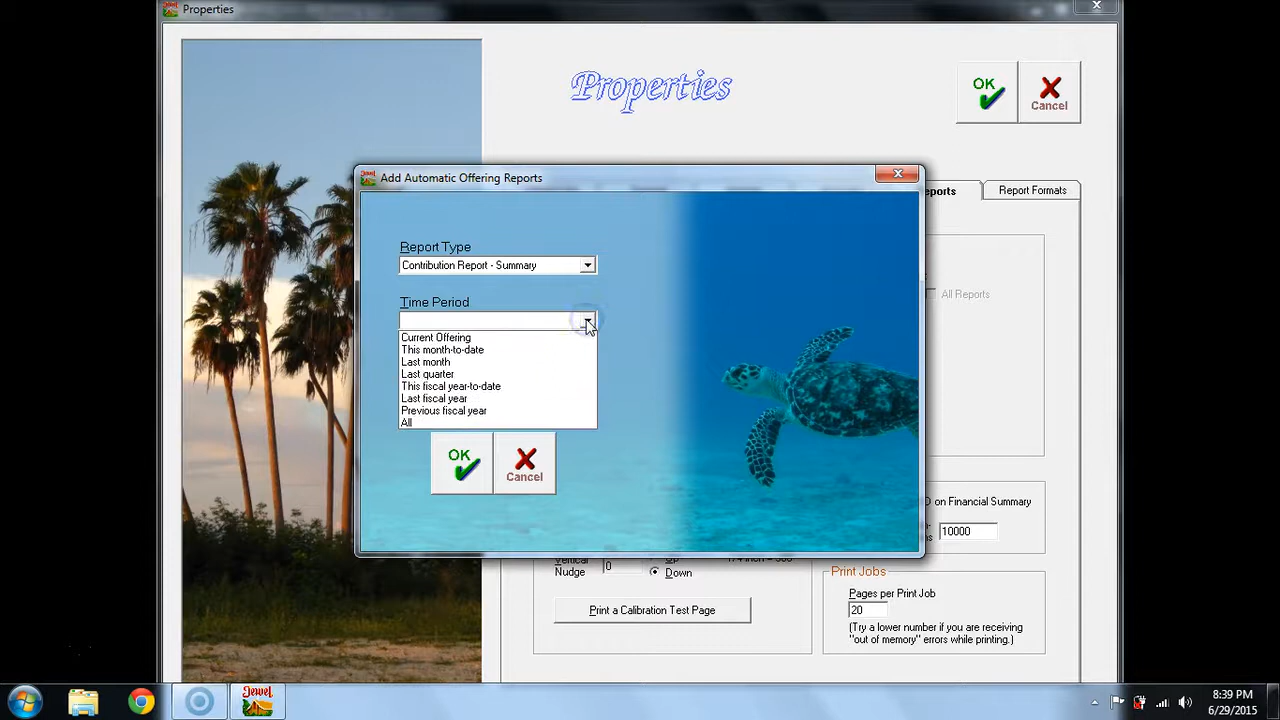 Properties
Properties
OK
Cancel
Add Automatic Offering Reports
ports
Report Formats
Report Type
Contribution Report - Summary
All Reports
Time Period
Current Offering
This month-to-date
Last month
Last quarter
This fiscal year-to-date
Last fiscal year
Previous fiscal year
All
OK
Cancel
D on Financial Summary
10000
Nudge
0
Down
Print Jobs
Pages per Print Job
20
Print a Calibration Test Page
(Try a lower number if you are receiving
"out of memory" errors while printing.)
Jewel
8:39 PM
6/29/2015